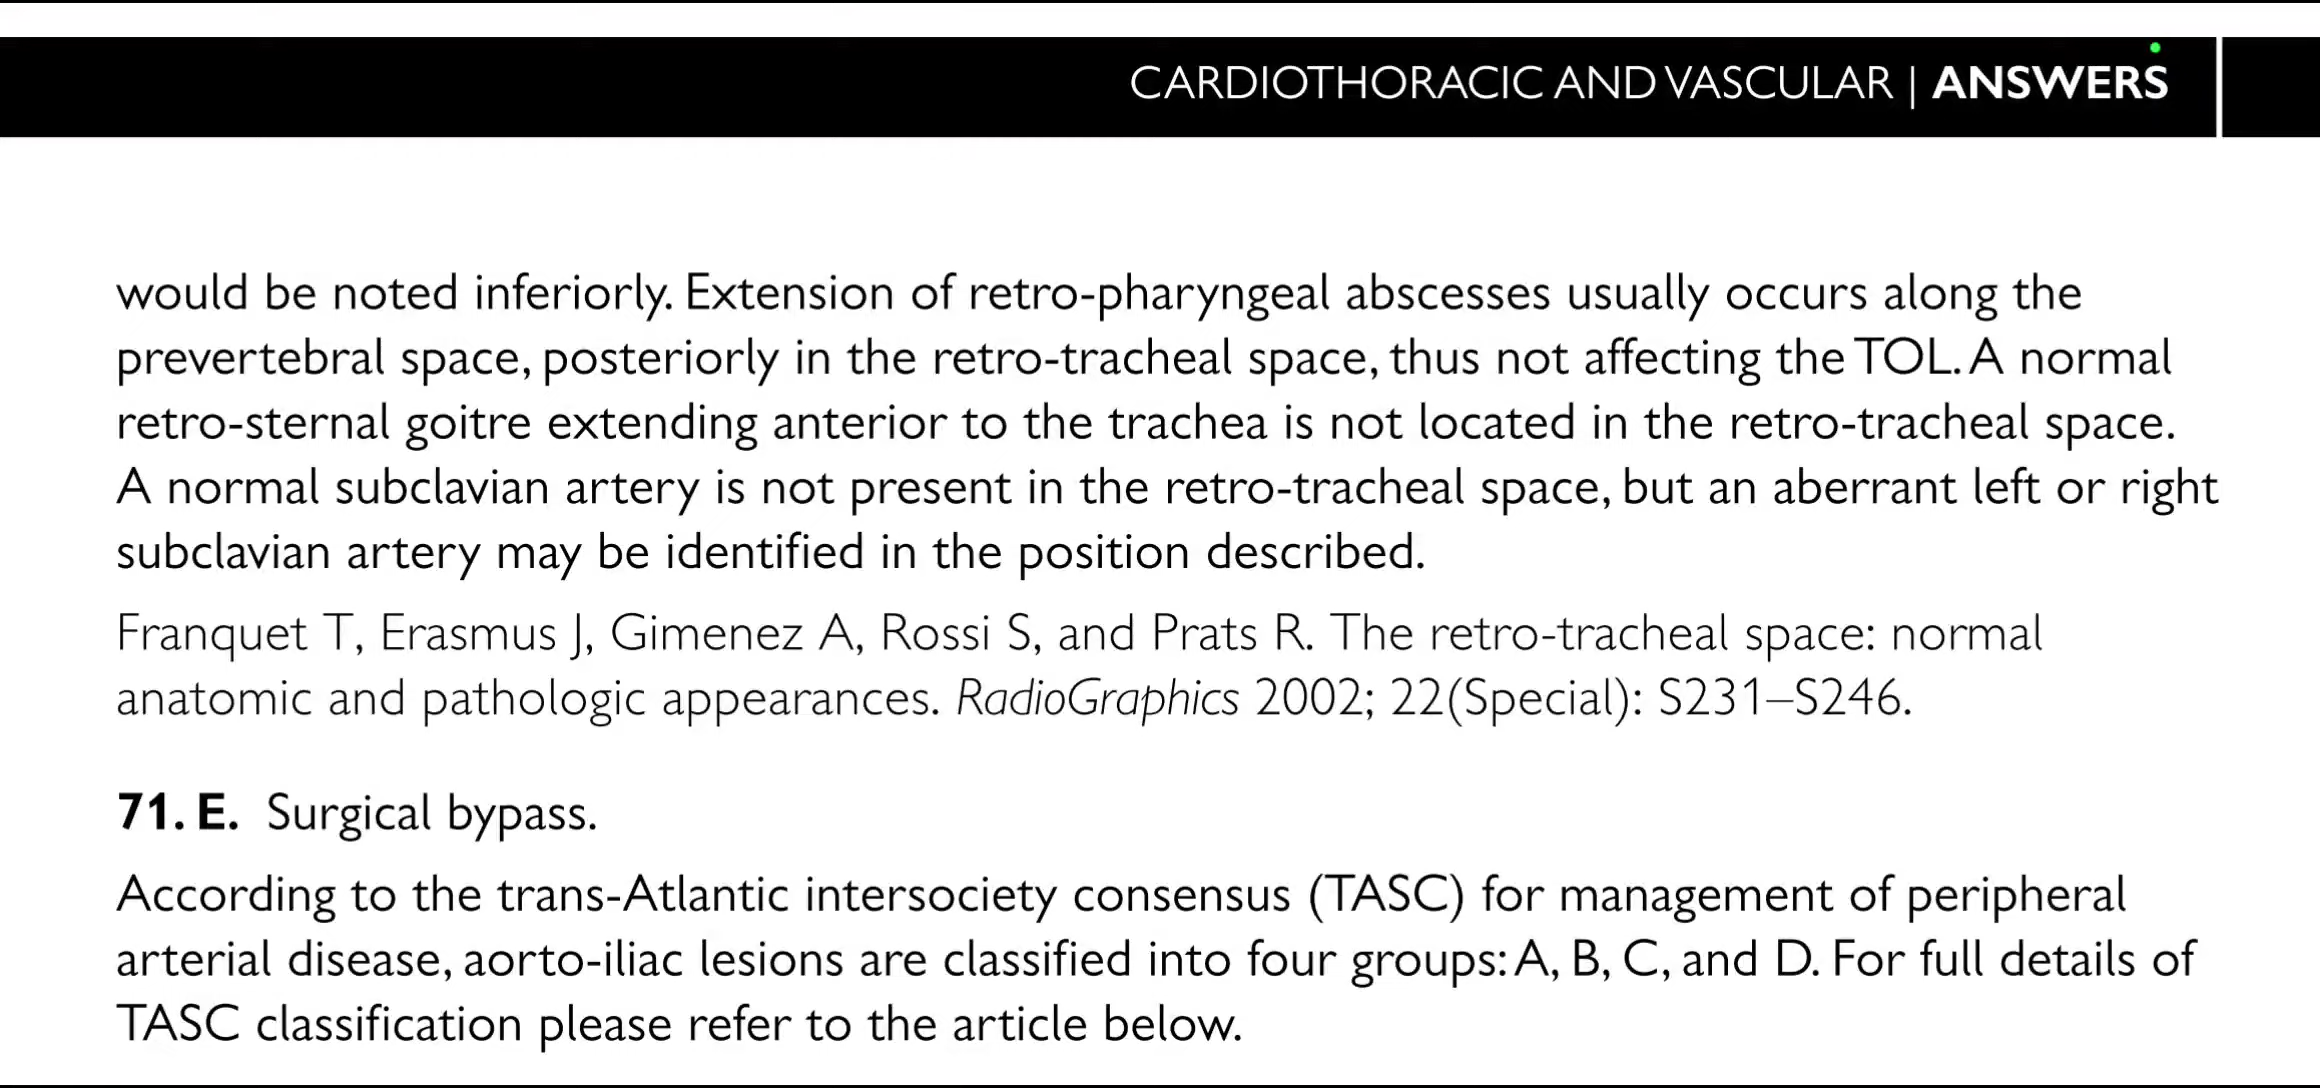 CARDIOTHORACIC AND VASCULAR | ANSWERS
would be noted inferiorly. Extension of retro-pharyngeal abscesses usually occurs along the
prevertebral space, posteriorly in the retro-tracheal space, thus not affecting the TOL. A normal
retro-sternal goitre extending anterior to the trachea is not located in the retro-tracheal space.
A normal subclavian artery is not present in the retro-tracheal space, but an aberrant left or right
subclavian artery may be identified in the position described.
Franquet T, Erasmus J, Gimenez A, Rossi S, and Prats R. The retro-tracheal space: normal
anatomic and pathologic appearances. RadioGraphics 2002; 22(Special): S231–S246.
71. E. Surgical bypass.
According to the trans-Atlantic intersociety consensus (TASC) for management of peripheral
arterial disease, aorto-iliac lesions are classified into four groups: A, B, C, and D. For full details of
TASC classification please refer to the article below.